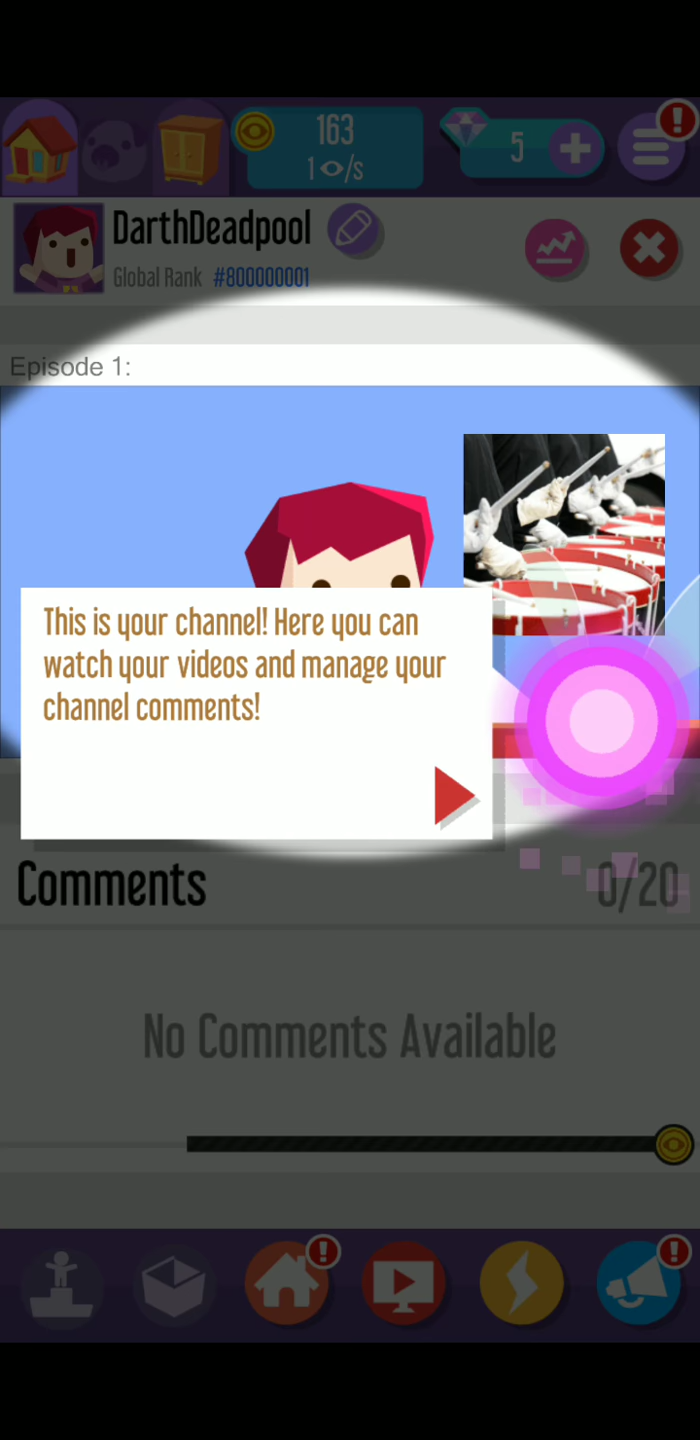 163
1 /s
5
DarthDeadpool
Global Rank #800000001
Episode 1:
This is your channel! Here you can
watch your videos and manage your
channel comments!
Comments 0/20
No Comments Available